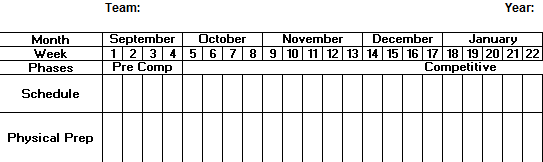 Team: Year:
Month September October November December January
Week 1 2 3 4 5 6 7 8 9 10 11 12 13 14 15 16 17 18 19 20 21 22
Phases Pre Comp Competitive
Schedule
Physical Prep